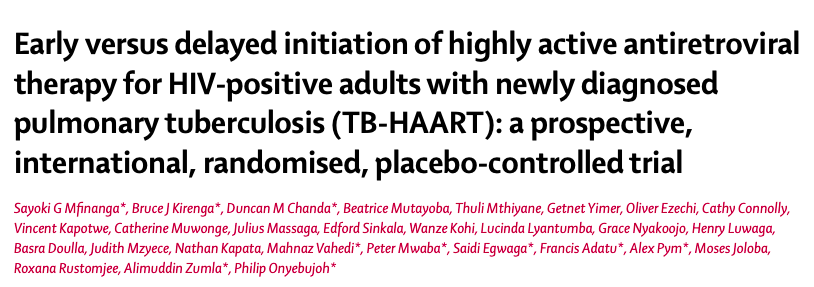 Early versus delayed initiation of highly active antiretroviral
therapy for HIV-positive adults with newly diagnosed
pulmonary tuberculosis (TB-HAART): a prospective,
international, randomised, placebo-controlled trial
Sayoki G Mfinanga*, Bruce J Kirenga*, Duncan M Chanda*, Beatrice Mutayoba, Thuli Mthiyane, Getnet Yimer, Oliver Ezechi, Cathy Connolly,
Vincent Kapotwe, Catherine Muwonge, Julius Massaga, Edford Sinkala, Wanze Kohi, Lucinda Lyantumba, Grace Nyakoojo, Henry Luwaga,
Basra Doulla, Judith Mzyece, Nathan Kapata, Mahnaz Vahedi*, Peter Mwaba*, Saidi Egwaga*, Francis Adatu*, Alex Pym*, Moses Joloba,
Roxana Rustomjee, Alimuddin Zumla*, Philip Onyebujoh*